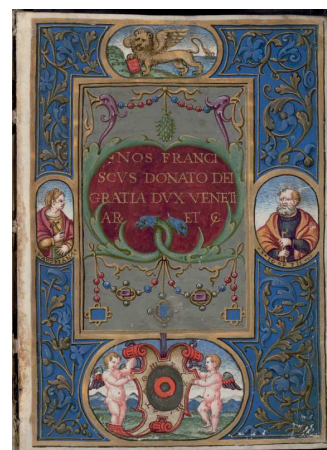 NOS FRANCI
SCVS DONATO DEI
GRATIA DVX VENETI
AR ET C